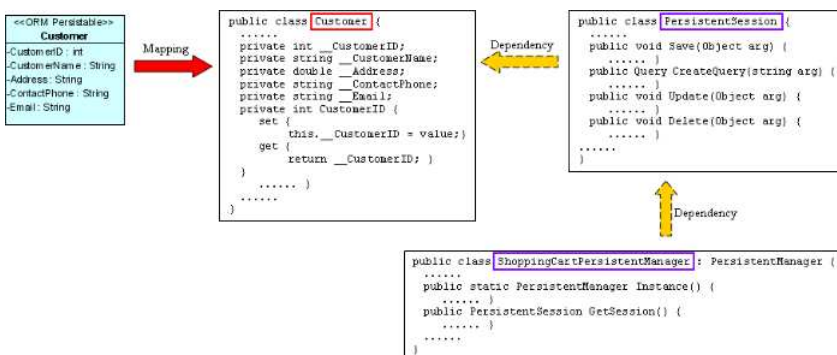 <<ORM Persistable>>
Customer
-CustomerID : int
-CustomerName : String
-Address : String
-ContactPhone : String
-Email : String
Mapping
public class Customer {
......
private int __CustomerID;
private string __CustomerName;
private double __Address;
private string __ContactPhone;
private string __Email;
private int CustomerID {
set {
this.__CustomerID = value;}
get {
return __CustomerID; }
}
...... }
......
}
Dependency
public class PersistentSession {
......
public void Save(Object arg) {
...... }
public Query CreateQuery(string arg) {
...... }
public void Update(Object arg) {
...... }
public void Delete(Object arg) {
...... }
......
}
Dependency
public class ShoppingCartPersistentManager : PersistentManager {
......
public static PersistentManager Instance() {
...... }
public PersistentSession GetSession() {
...... }
......
}